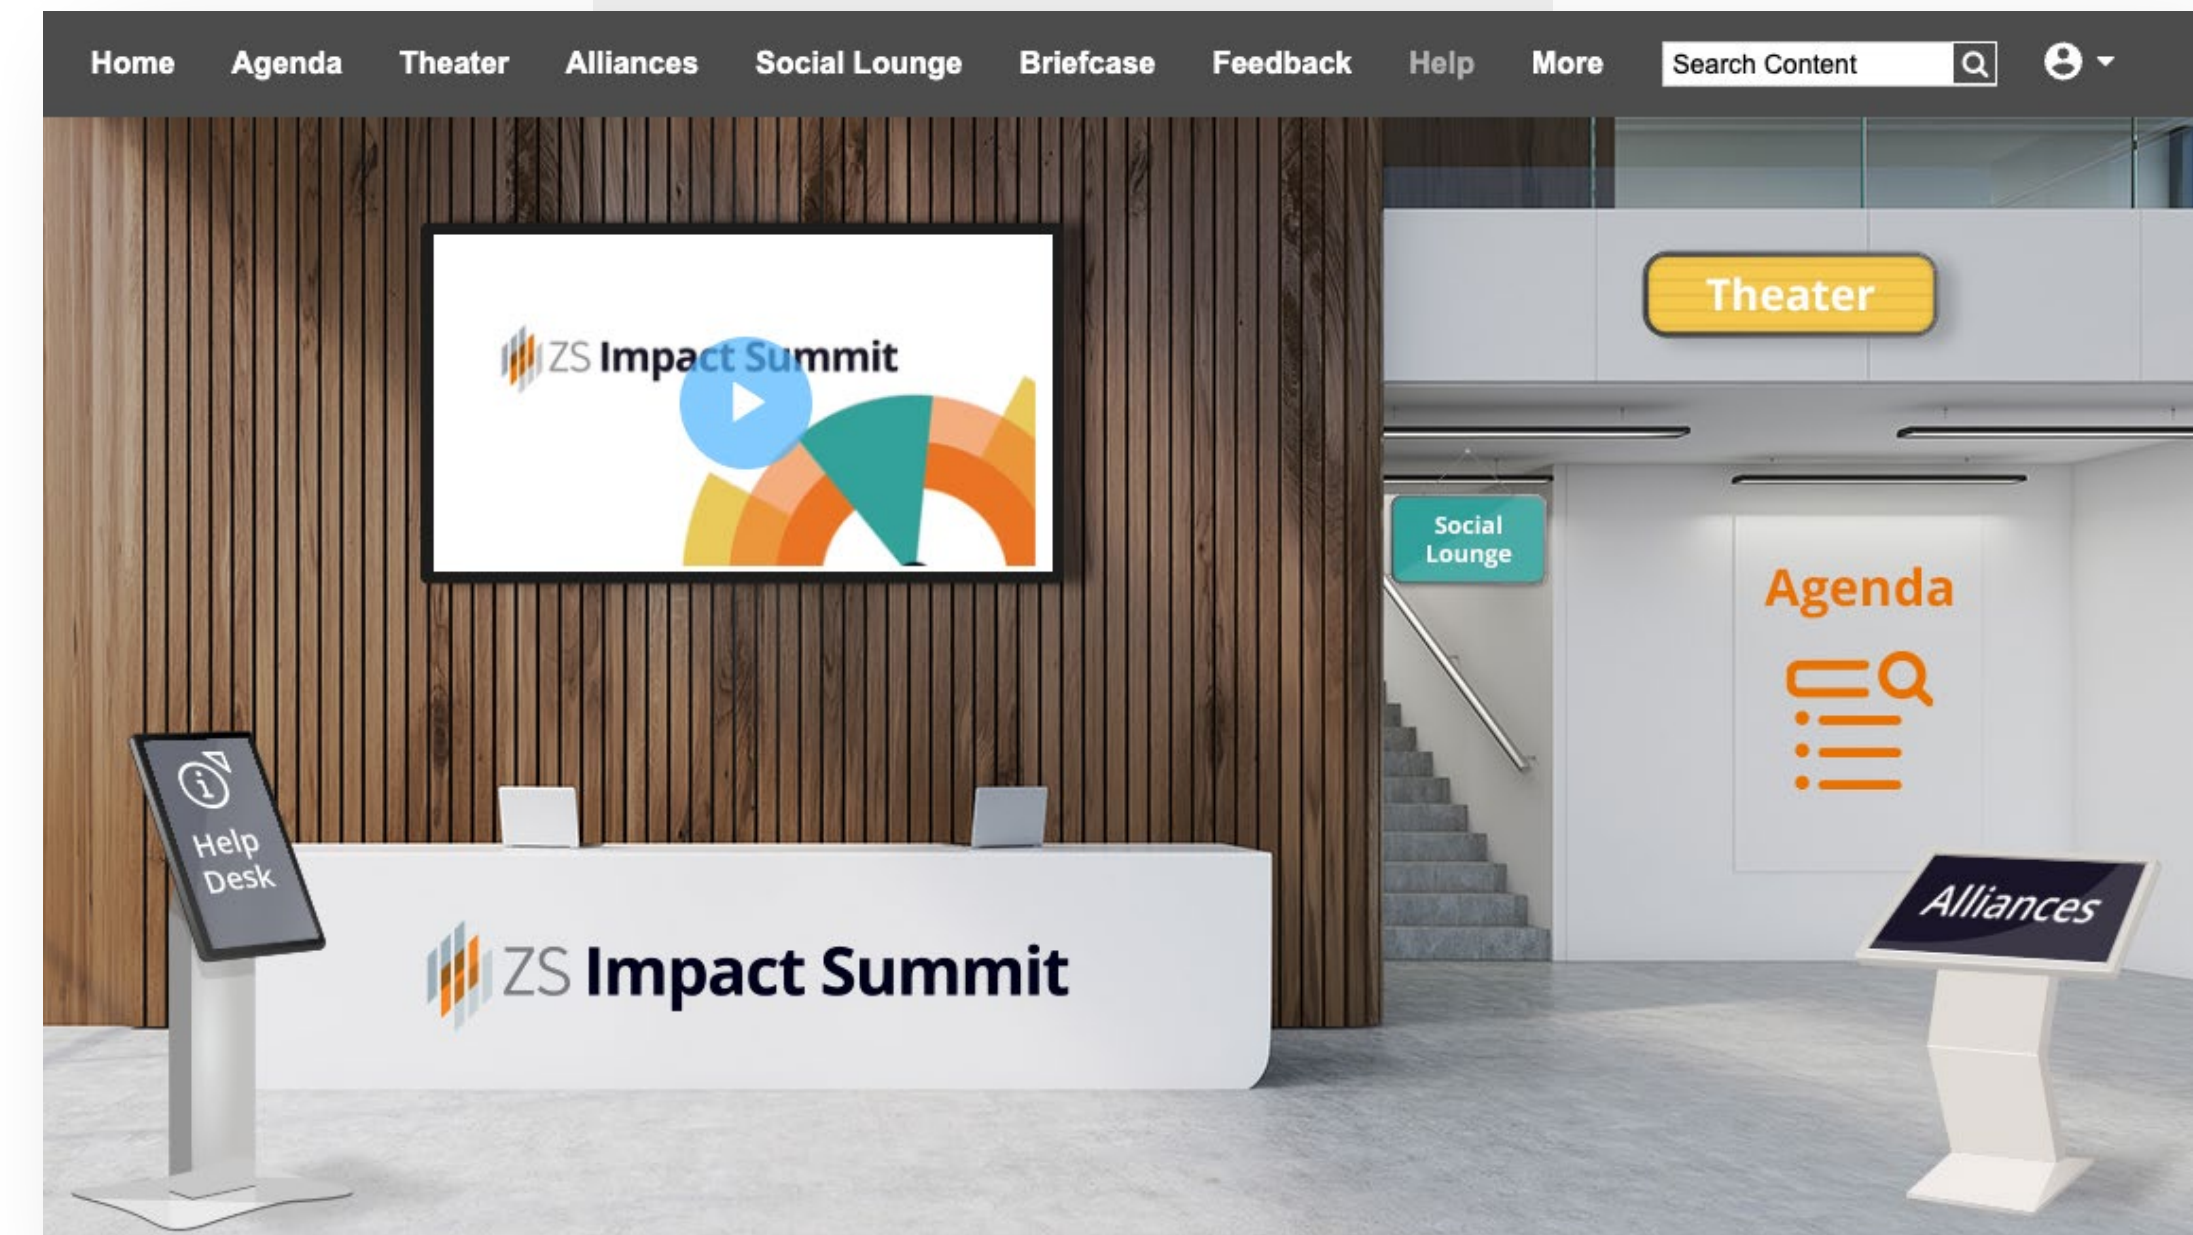 Home Agenda Theater Alliances Social Lounge Briefcase Feedback Help More Search Content
ZS Impact Summit
Theater
Social
Lounge
Agenda
Help
Desk
Alliances
ZS Impact Summit